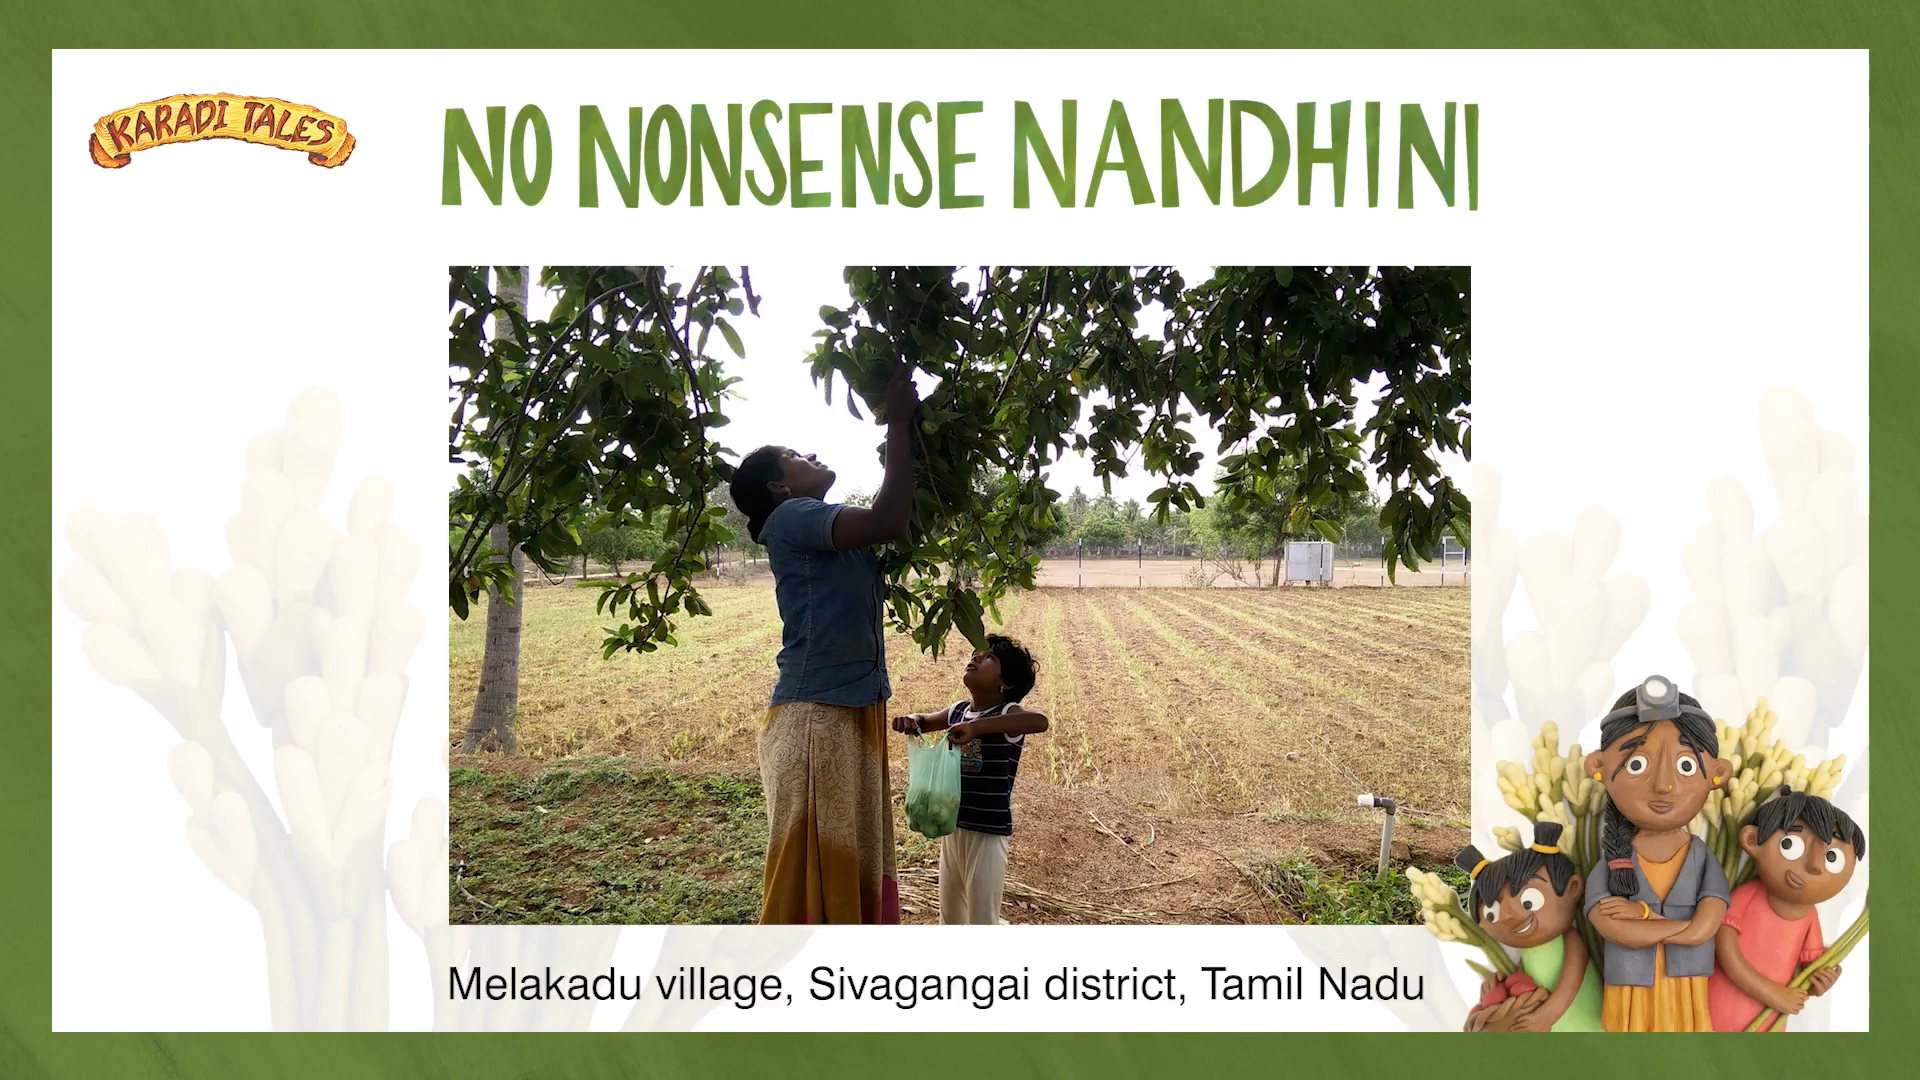 KARADI TALES
NO NONSENSE NANDHINI
Melakadu village, Sivagangai district, Tamil Nadu